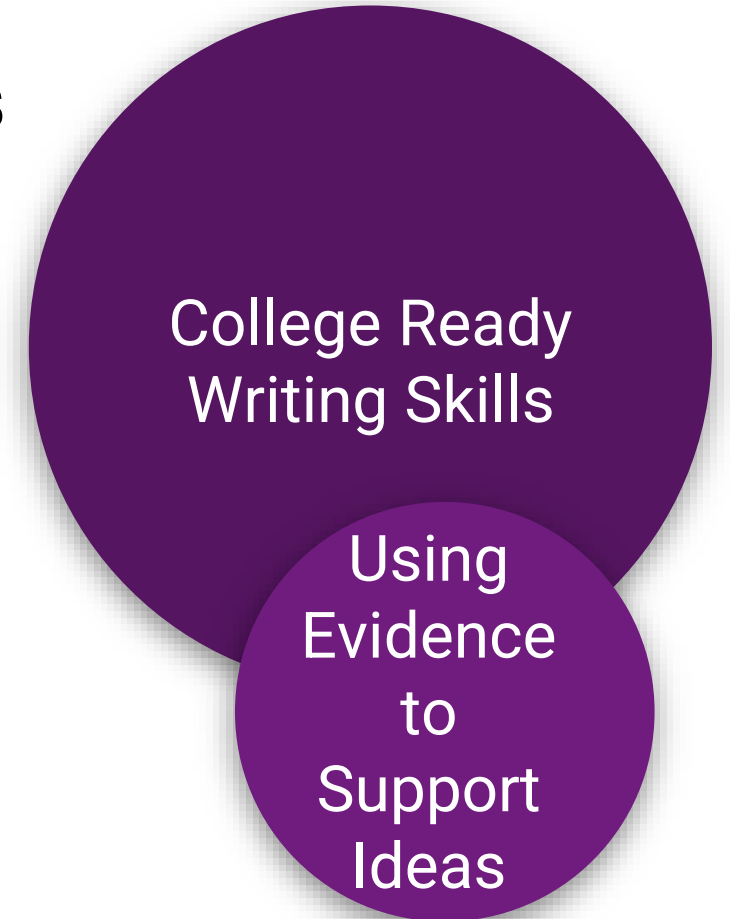 s
College Ready
Writing Skills
Using
Evidence
to
Support
Ideas